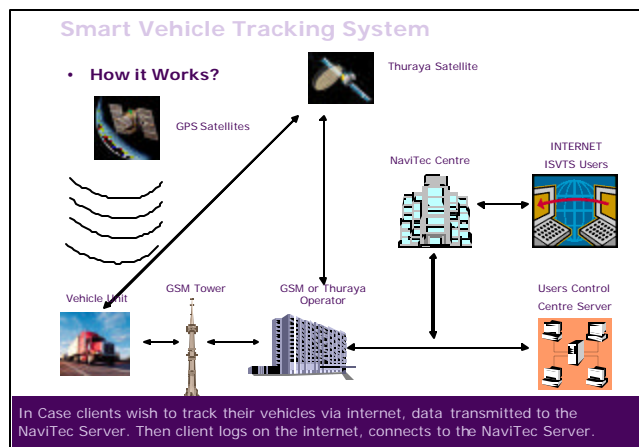 Smart Vehicle Tracking System
• How it Works?
Thuraya Satellite
GPS Satellites
NaviTec Centre
INTERNET
ISVTS Users
Vehicle Unit
GSM Tower
GSM or Thuraya
Operator
Users Control
Centre Server
In Case clients wish to track their vehicles via internet, data transmitted to the
NaviTec Server. Then client logs on the internet, connects to the NaviTec Server.